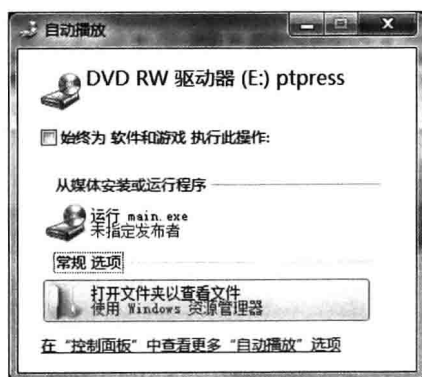 自动播放
DVD RW 驱动器 (E:) ptpress
始终为 软件和游戏 执行此操作:
从媒体安装或运行程序
运行 main.exe
未指定发布者
常规 选项
打开文件夹以查看文件
使用 Windows 资源管理器
在“控制面板”中查看更多“自动播放”选项